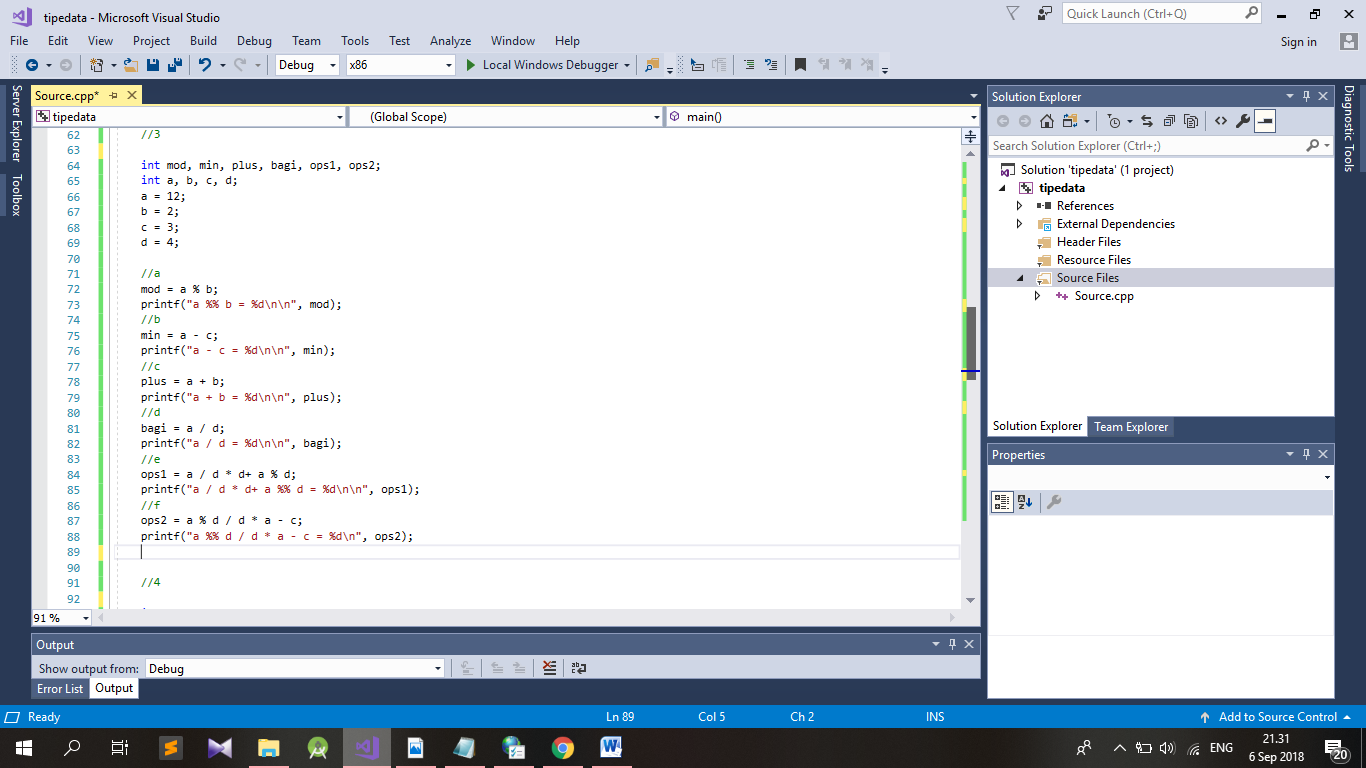 tipedata - Microsoft Visual Studio
Quick Launch (Ctrl+Q)
File Edit View Project Build Debug Team Tools Test Analyze Window Help
Sign in
Debug x86 Local Windows Debugger
Server Explorer
Toolbox
Source.cpp*
tipedata (Global Scope) main()
62 //3
63
64 int mod, min, plus, bagi, ops1, ops2;
65 int a, b, c, d;
66 a = 12;
67 b = 2;
68 c = 3;
69 d = 4;
70
71 //a
72 mod = a % b;
73 printf("a %% b = %d\n\n", mod);
74 //b
75 min = a - c;
76 printf("a - c = %d\n\n", min);
77 //c
78 plus = a + b;
79 printf("a + b = %d\n\n", plus);
80 //d
81 bagi = a / d;
82 printf("a / d = %d\n\n", bagi);
83 //e
84 ops1 = a / d * d+ a % d;
85 printf("a / d * d+ a %% d = %d\n\n", ops1);
86 //f
87 ops2 = a % d / d * a - c;
88 printf("a %% d / d * a - c = %d\n", ops2);
89
90
91 //4
92
91 %
Output
Show output from: Debug
Error List Output
Solution Explorer
Search Solution Explorer (Ctrl+;)
Solution 'tipedata' (1 project)
tipedata
References
External Dependencies
Header Files
Resource Files
Source Files
Source.cpp
Solution Explorer Team Explorer
Properties
Diagnostic Tools
Ready Ln 89 Col 5 Ch 2 INS Add to Source Control
ENG
21.31
6 Sep 2018
20